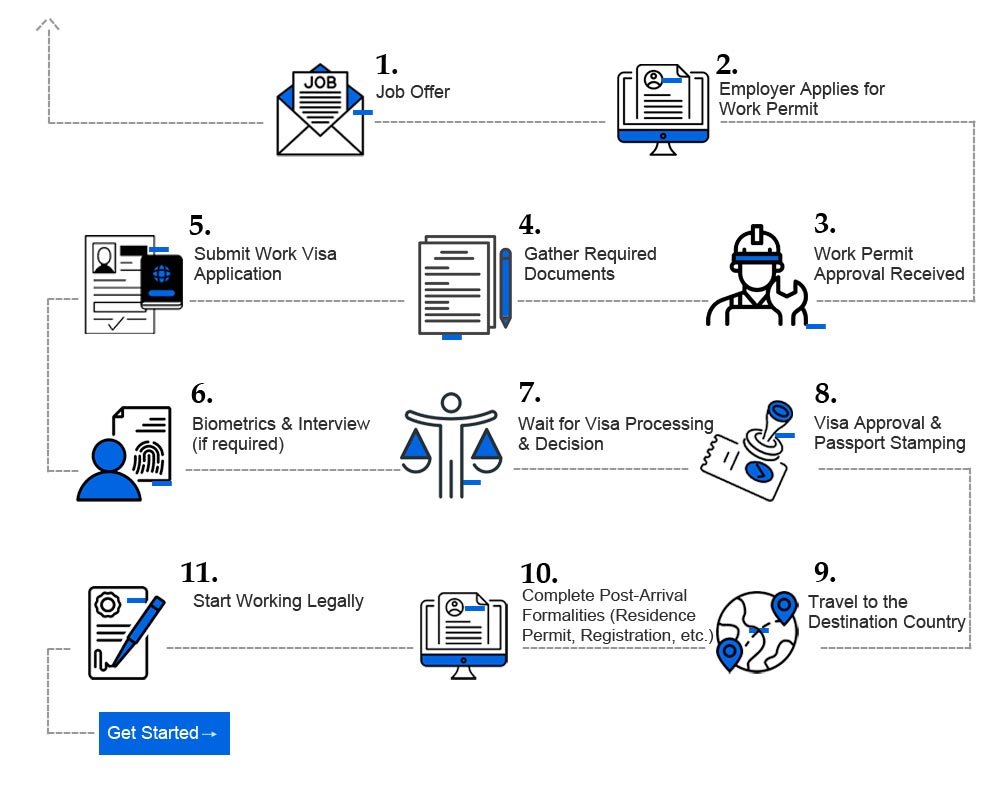 JOB
1.
Job Offer
2.
Employer Applies for
Work Permit
3.
Work Permit
Approval Received
4.
Gather Required
Documents
5.
Submit Work Visa
Application
6.
Biometrics & Interview
(if required)
7.
Wait for Visa Processing
& Decision
8.
Visa Approval &
Passport Stamping
9.
Travel to the
Destination Country
10.
Complete Post-Arrival
Formalities (Residence
Permit, Registration, etc.)
11.
Start Working Legally
Get Started→